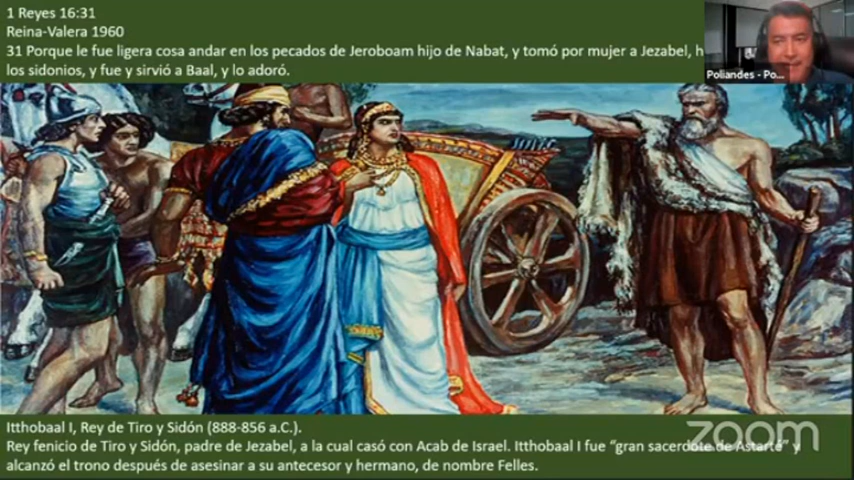 1 Reyes 16:31
Reina-Valera 1960
31 Porque le fue ligera cosa andar en los pecados de Jeroboam hijo de Nabat, y tomó por mujer a Jezabel,
los sidonios, y fue y sirvió a Baal, y lo adoró.
Poliandes - Po...
Itthobaal I, Rey de Tiro y Sidón (888-856 a.C.).
Rey fenicio de Tiro y Sidón, padre de Jezabel, a la cual casó con Acab de Israel. Itthobaal I fue “gran sacerdote de Astarté” y
alcanzó el trono después de asesinar a su antecesor y hermano, de nombre Felles.
zoom